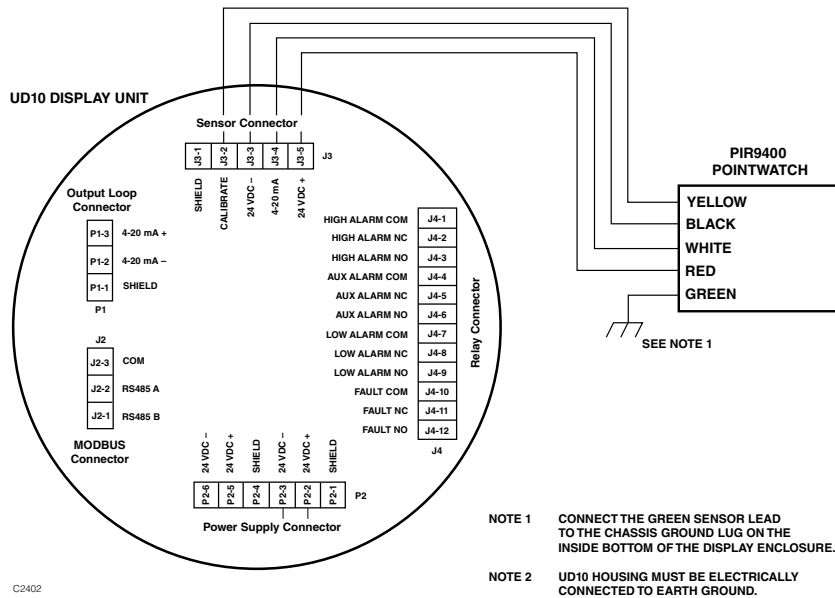 UD10 DISPLAY UNIT
Sensor Connector
J3-1 J3-2 J3-3 J3-4 J3-5
J3
SHIELD
CALIBRATE
24 VDC –
4-20 mA
24 VDC +
Output Loop
Connector
P1-3 4-20 mA +
P1-2 4-20 mA –
P1-1 SHIELD
P1
J2
J2-3 COM
J2-2 RS485 A
J2-1 RS485 B
MODBUS
Connector
HIGH ALARM COM J4-1
HIGH ALARM NC J4-2
HIGH ALARM NO J4-3
AUX ALARM COM J4-4
AUX ALARM NC J4-5
AUX ALARM NO J4-6
LOW ALARM COM J4-7
LOW ALARM NC J4-8
LOW ALARM NO J4-9
FAULT COM J4-10
FAULT NC J4-11
FAULT NO J4-12
J4
Relay Connector
24 VDC –
24 VDC +
SHIELD
24 VDC –
24 VDC +
SHIELD
P2-6 P2-5 P2-4 P2-3 P2-2 P2-1
P2
Power Supply Connector
PIR9400
POINTWATCH
YELLOW
BLACK
WHITE
RED
GREEN
SEE NOTE 1
NOTE 1 CONNECT THE GREEN SENSOR LEAD
TO THE CHASSIS GROUND LUG ON THE
INSIDE BOTTOM OF THE DISPLAY ENCLOSURE.
NOTE 2 UD10 HOUSING MUST BE ELECTRICALLY
CONNECTED TO EARTH GROUND.
C2402